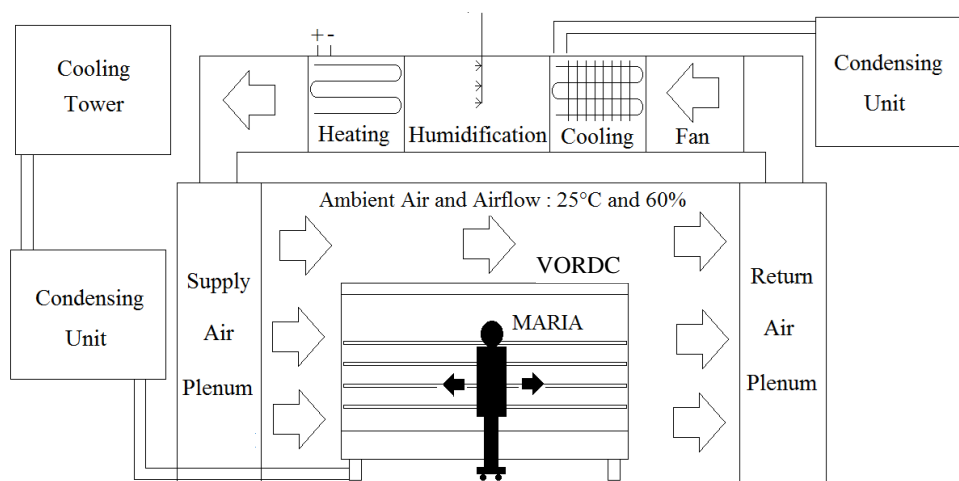 Cooling
Tower
+ -
Heating
Humidification
Cooling
Fan
Condensing
Unit
Ambient Air and Airflow : 25°C and 60%
Condensing
Unit
Supply
Air
Plenum
VORDC
MARIA
Return
Air
Plenum